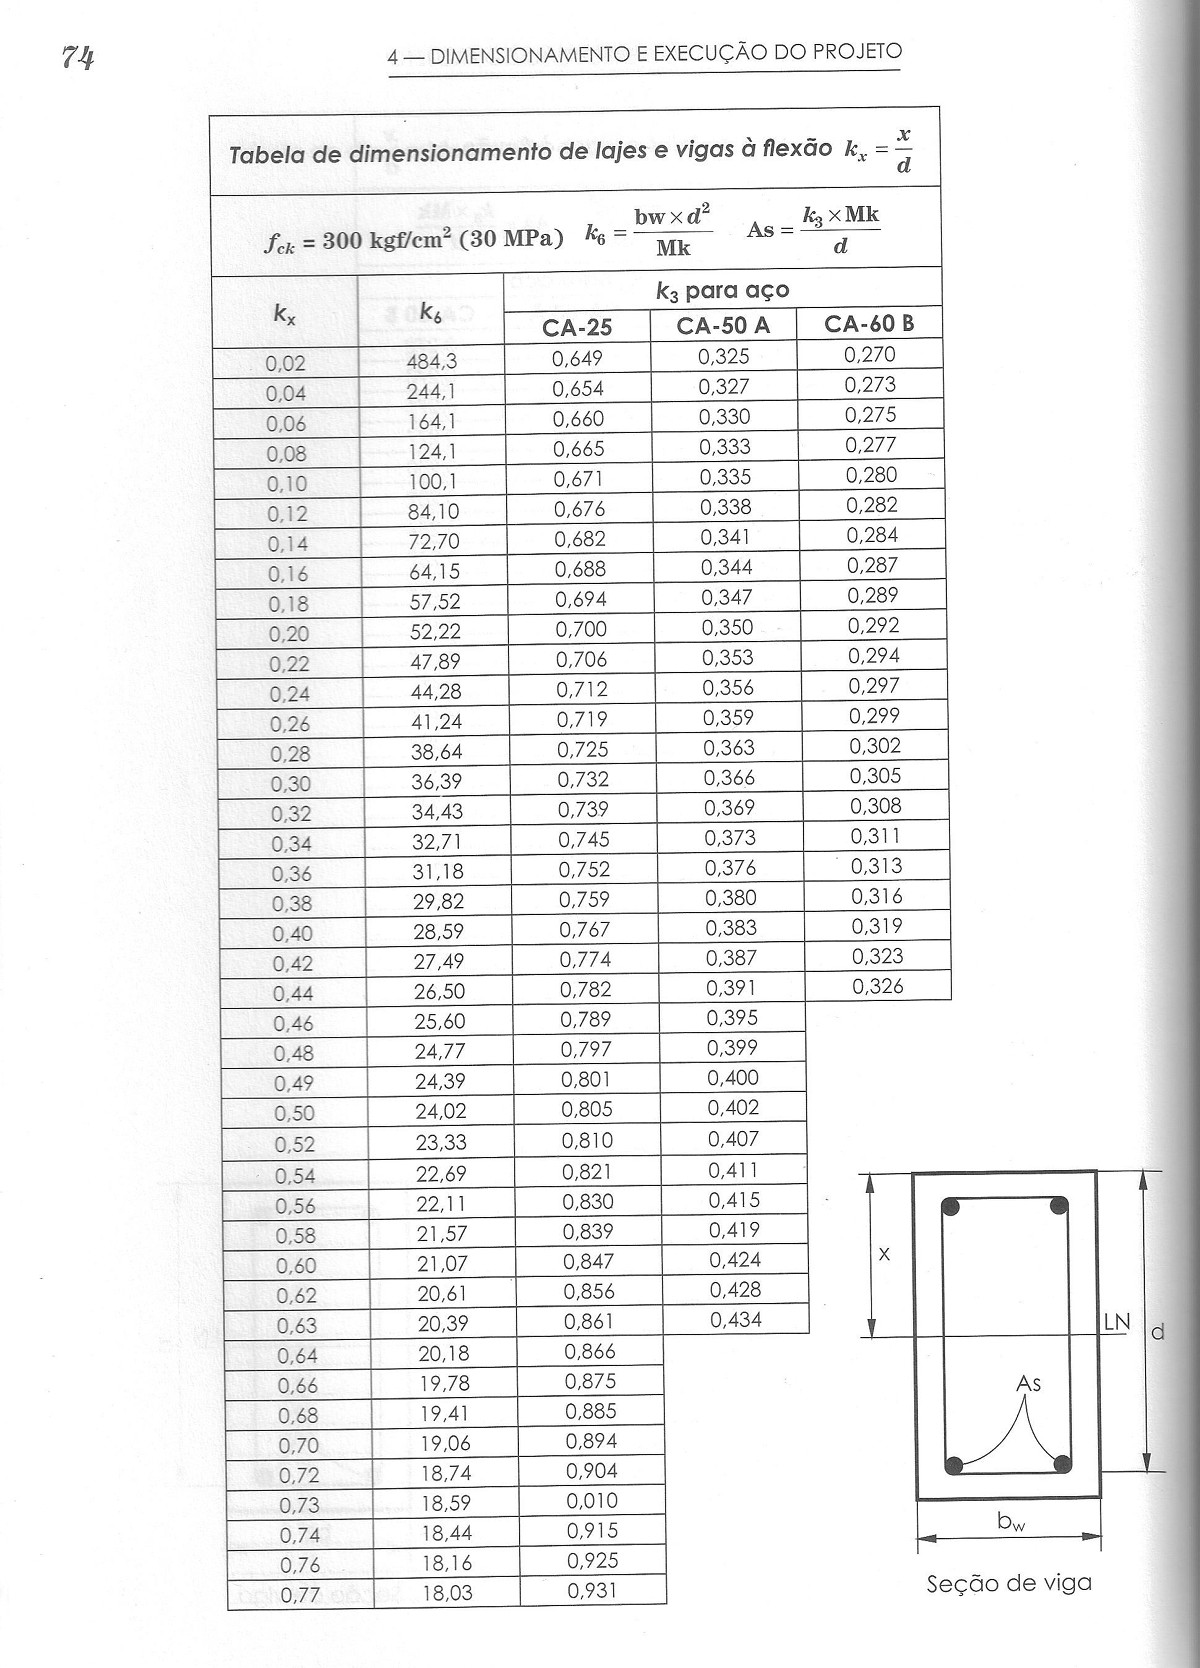 74
4 — DIMENSIONAMENTO E EXECUÇÃO DO PROJETO
Tabela de dimensionamento de lajes e vigas à flexão kx = x/d
fck = 300 kgf/cm² (30 MPa) k6 = bw × d²/Mk As = k3 × Mk/d
kx k6 k3 para aço
CA-25 CA-50 A CA-60 B
0,02 484,3 0,649 0,325 0,270
0,04 244,1 0,654 0,327 0,273
0,06 164,1 0,660 0,330 0,275
0,08 124,1 0,665 0,333 0,277
0,10 100,1 0,671 0,335 0,280
0,12 84,10 0,676 0,338 0,282
0,14 72,70 0,682 0,341 0,284
0,16 64,15 0,688 0,344 0,287
0,18 57,52 0,694 0,347 0,289
0,20 52,22 0,700 0,350 0,292
0,22 47,89 0,706 0,353 0,294
0,24 44,28 0,712 0,356 0,297
0,26 41,24 0,719 0,359 0,299
0,28 38,64 0,725 0,363 0,302
0,30 36,39 0,732 0,366 0,305
0,32 34,43 0,739 0,369 0,308
0,34 32,71 0,745 0,373 0,311
0,36 31,18 0,752 0,376 0,313
0,38 29,82 0,759 0,380 0,316
0,40 28,59 0,767 0,383 0,319
0,42 27,49 0,774 0,387 0,323
0,44 26,50 0,782 0,391 0,326
0,46 25,60 0,789 0,395
0,48 24,77 0,797 0,399
0,49 24,39 0,801 0,400
0,50 24,02 0,805 0,402
0,52 23,33 0,810 0,407
0,54 22,69 0,821 0,411
0,56 22,11 0,830 0,415
0,58 21,57 0,839 0,419
0,60 21,07 0,847 0,424
0,62 20,61 0,856 0,428
0,63 20,39 0,861 0,434
0,64 20,18 0,866
0,66 19,78 0,875
0,68 19,41 0,885
0,70 19,06 0,894
0,72 18,74 0,904
0,73 18,59 0,010
0,74 18,44 0,915
0,76 18,16 0,925
0,77 18,03 0,931
x
LN
d
As
bw
Seção de viga